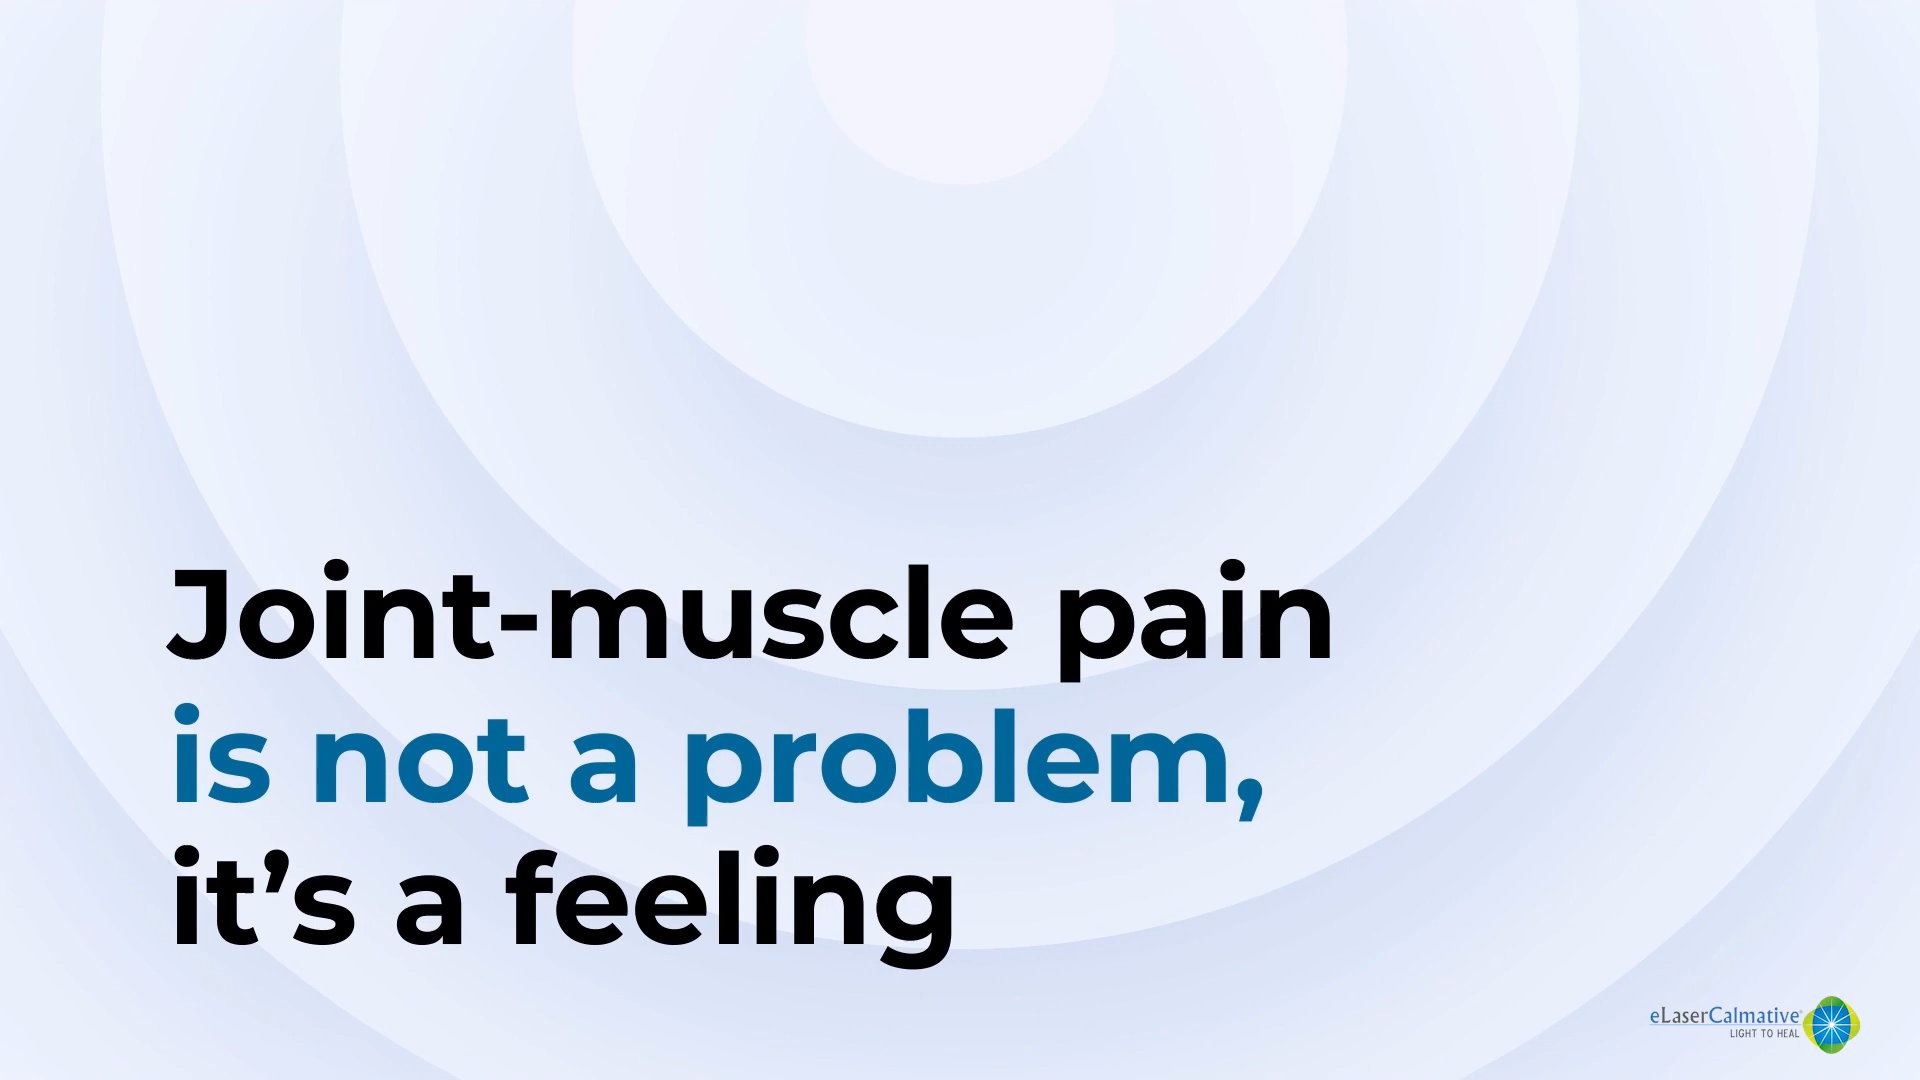 Joint-muscle pain
is not a problem,
it’s a feeling
eLaserCalmative
LIGHT TO HEAL